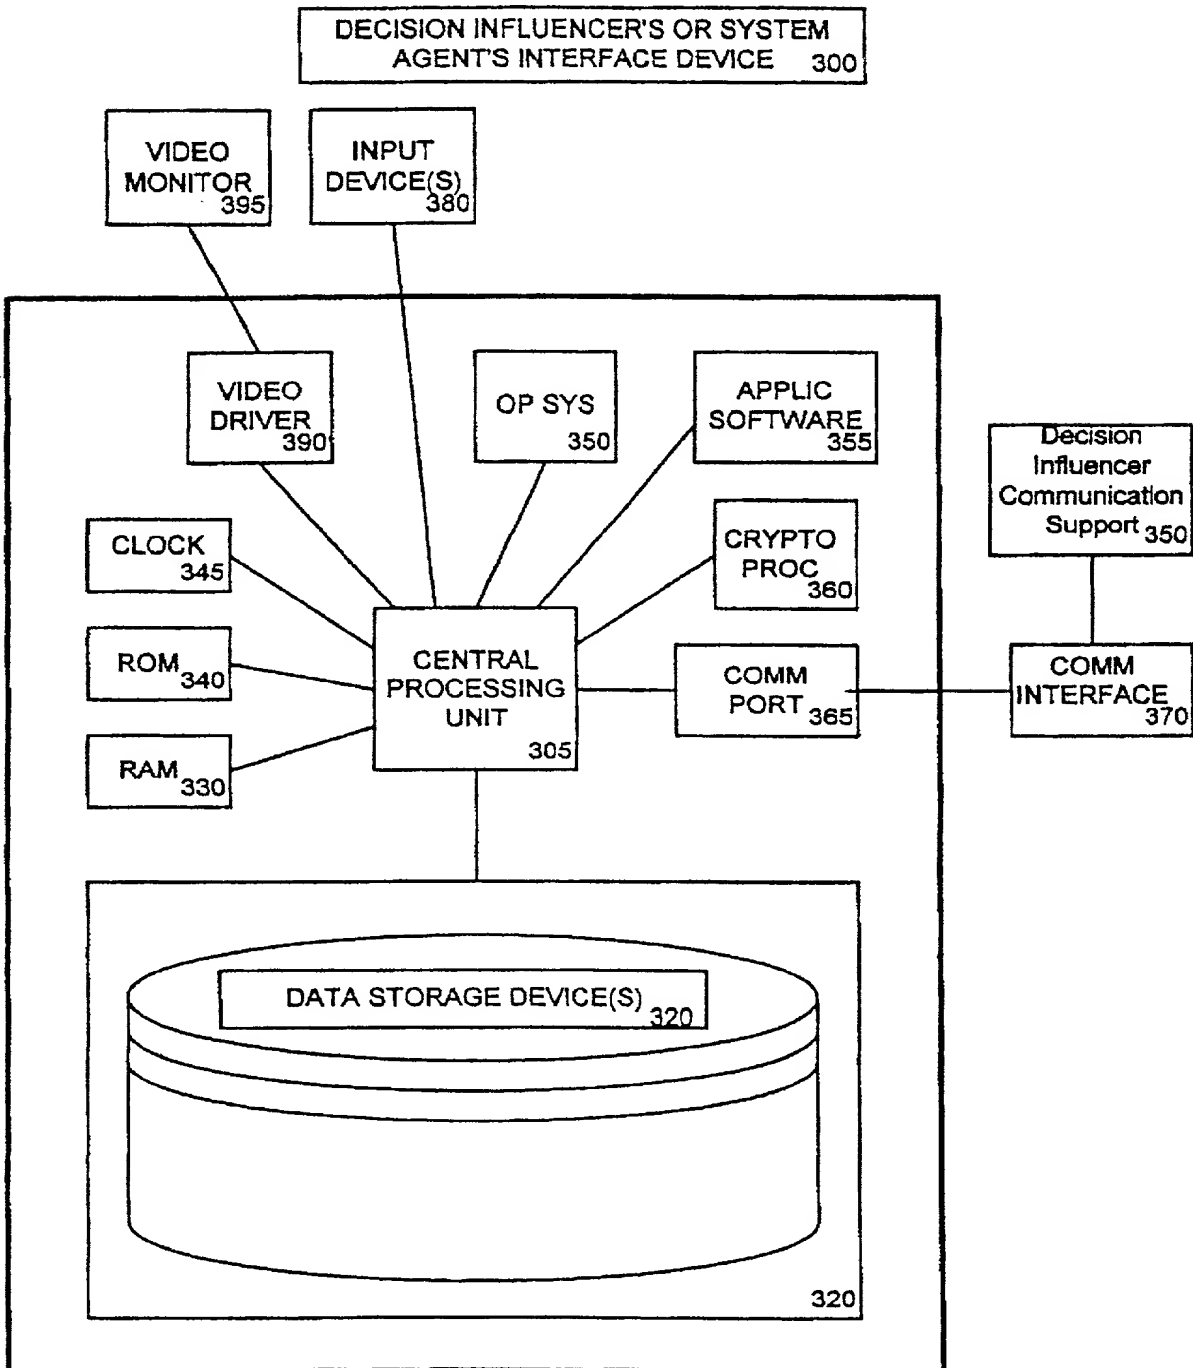 DECISION INFLUENCER'S OR SYSTEM
AGENT'S INTERFACE DEVICE 300
VIDEO
MONITOR
395
INPUT
DEVICE(S)
380
VIDEO
DRIVER
390
OP SYS
350
APPLIC
SOFTWARE
355
Decision
Influencer
Communication
Support 350
CLOCK
345
CRYPTO
PROC
360
ROM
340
CENTRAL
PROCESSING
UNIT
305
COMM
PORT
365
COMM
INTERFACE
370
RAM
330
DATA STORAGE DEVICE(S)
320
320